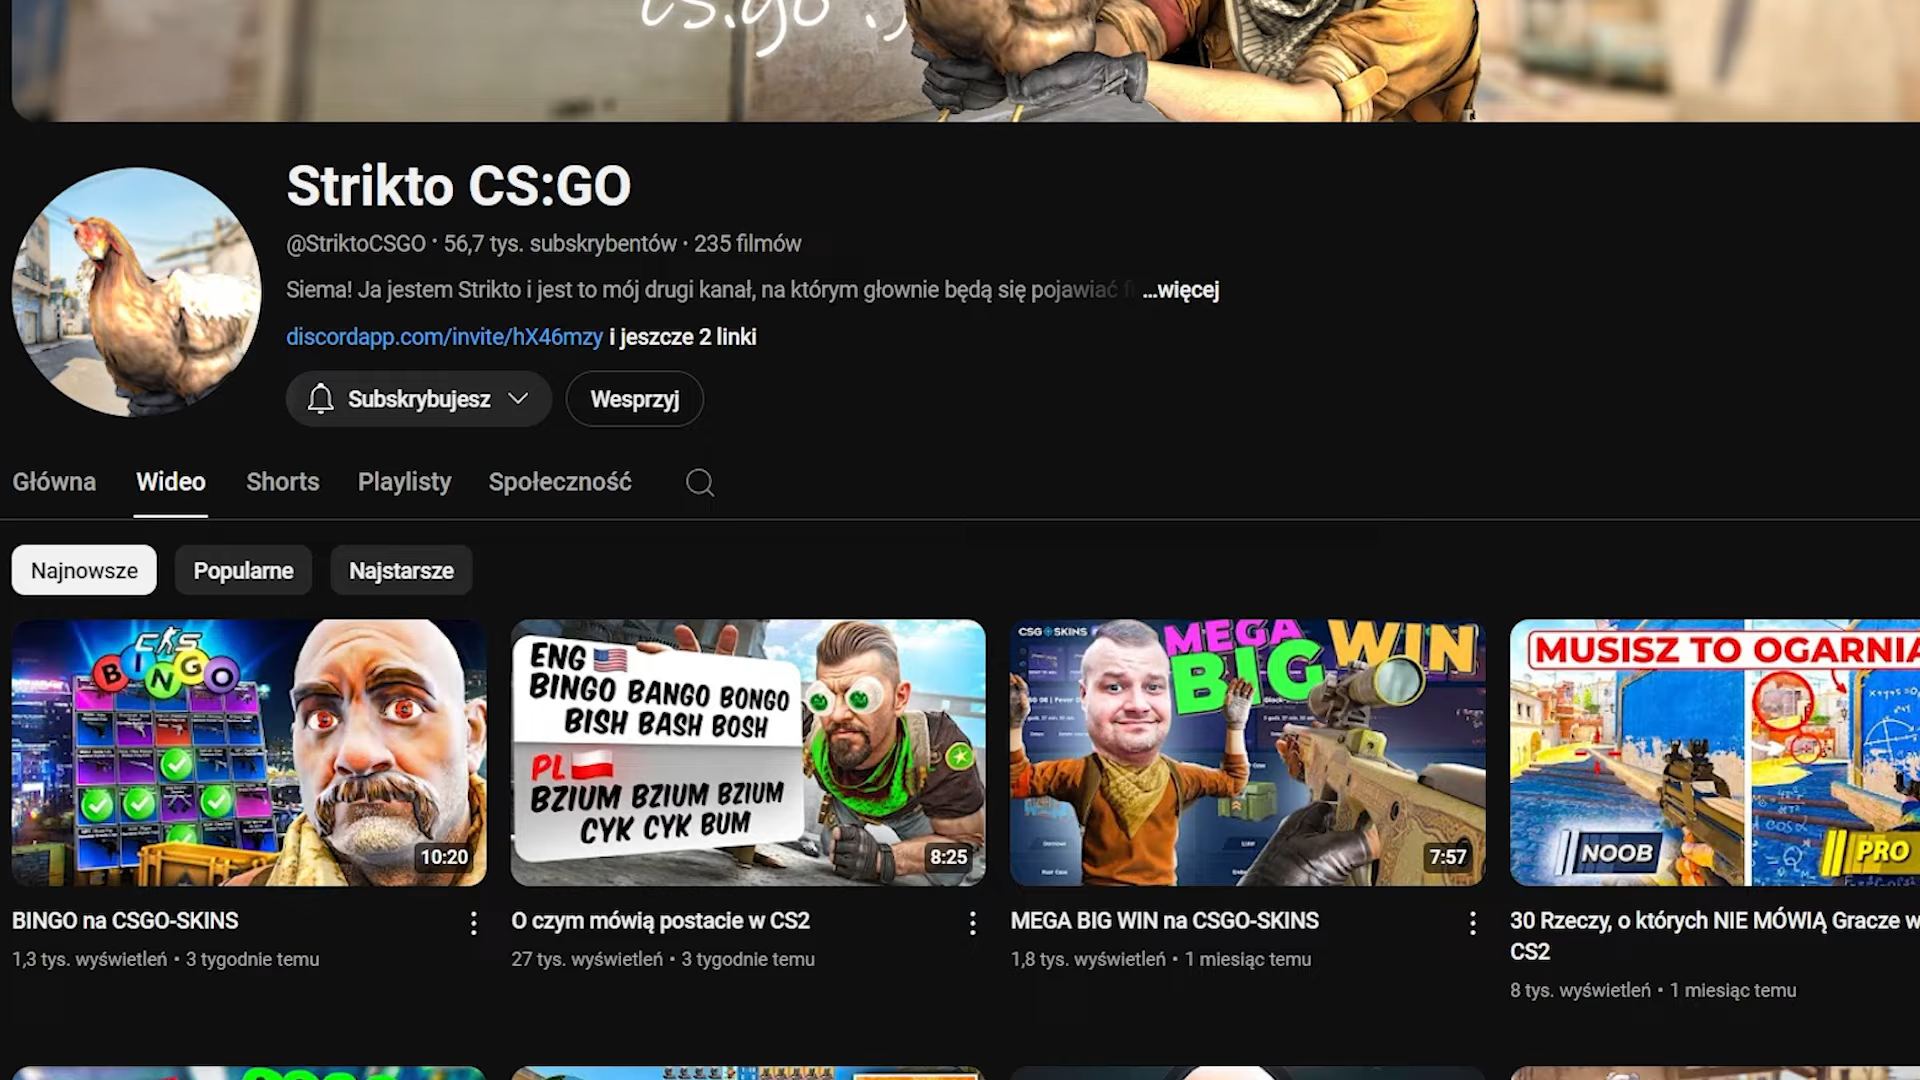 cs.go :)
Strikto CS:GO
@StriktoCSGO · 56,7 tys. subskrybentów · 235 filmów
Siema! Ja jestem Strikto i jest to mój drugi kanał, na którym głownie będą się pojawiać f ...więcej
discordapp.com/invite/hX46mzy i jeszcze 2 linki
Subskrybujesz
Wesprzyj
Główna Wideo Shorts Playlisty Społeczność
Najnowsze Popularne Najstarsze
CS
BINGO
10:20
ENG
BINGO BANGO BONGO
BISH BASH BOSH
PL
BZIUM BZIUM BZIUM
CYK CYK BUM
8:25
CSGO SKINS
MEGA
BIG
WIN
7:57
MUSISZ TO OGARNIA
NOOB
PRO
BINGO na CSGO-SKINS
1,3 tys. wyświetleń • 3 tygodnie temu
O czym mówią postacie w CS2
27 tys. wyświetleń • 3 tygodnie temu
MEGA BIG WIN na CSGO-SKINS
1,8 tys. wyświetleń • 1 miesiąc temu
30 Rzeczy, o których NIE MÓWIĄ Gracze w
CS2
8 tys. wyświetleń • 1 miesiąc temu